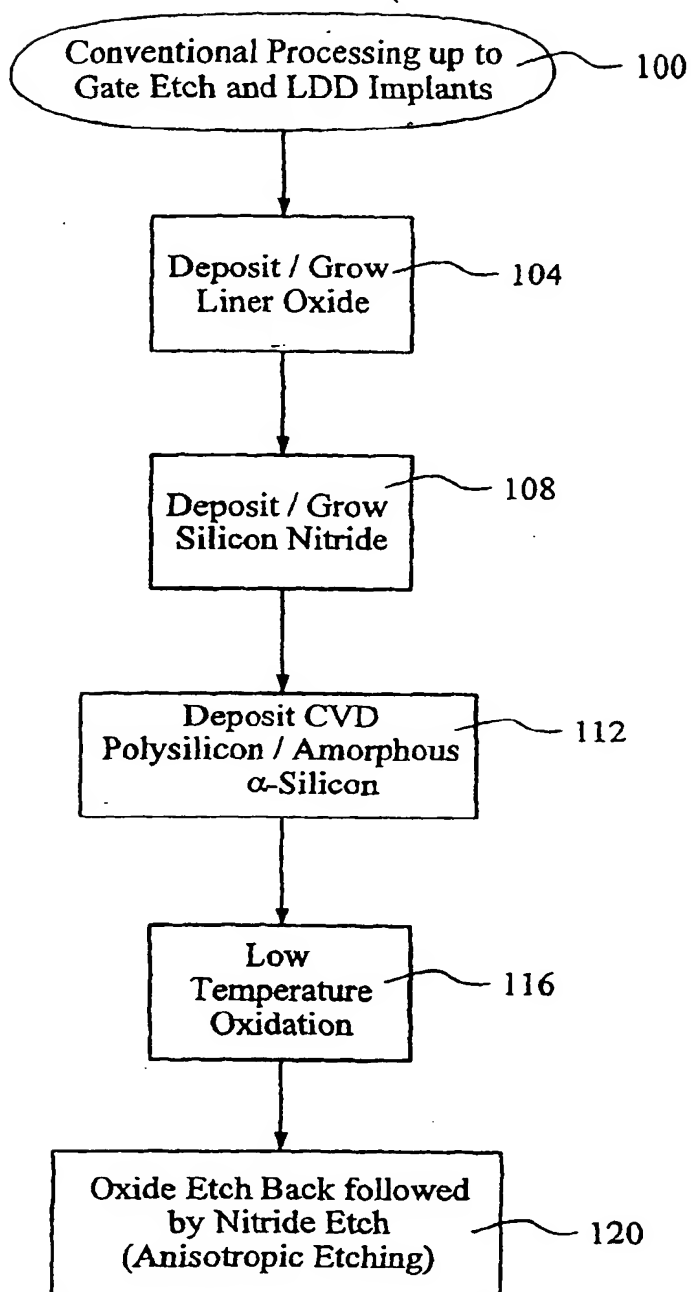 Conventional Processing up to
Gate Etch and LDD Implants
100
Deposit / Grow
Liner Oxide
104
Deposit / Grow
Silicon Nitride
108
Deposit CVD
Polysilicon / Amorphous
α-Silicon
112
Low
Temperature
Oxidation
116
Oxide Etch Back followed
by Nitride Etch
(Anisotropic Etching)
120